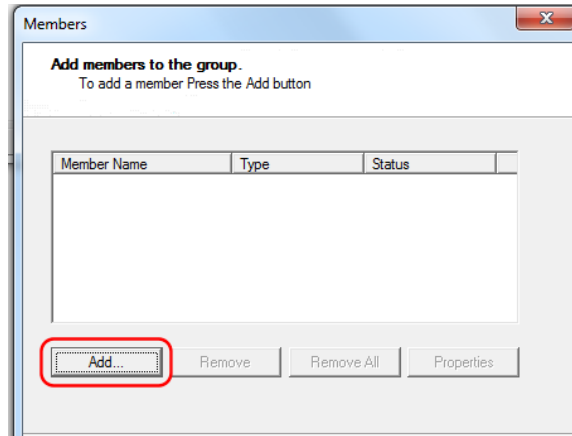 Members
Add members to the group.
To add a member Press the Add button
Member Name Type Status
Add... Remove Remove All Properties